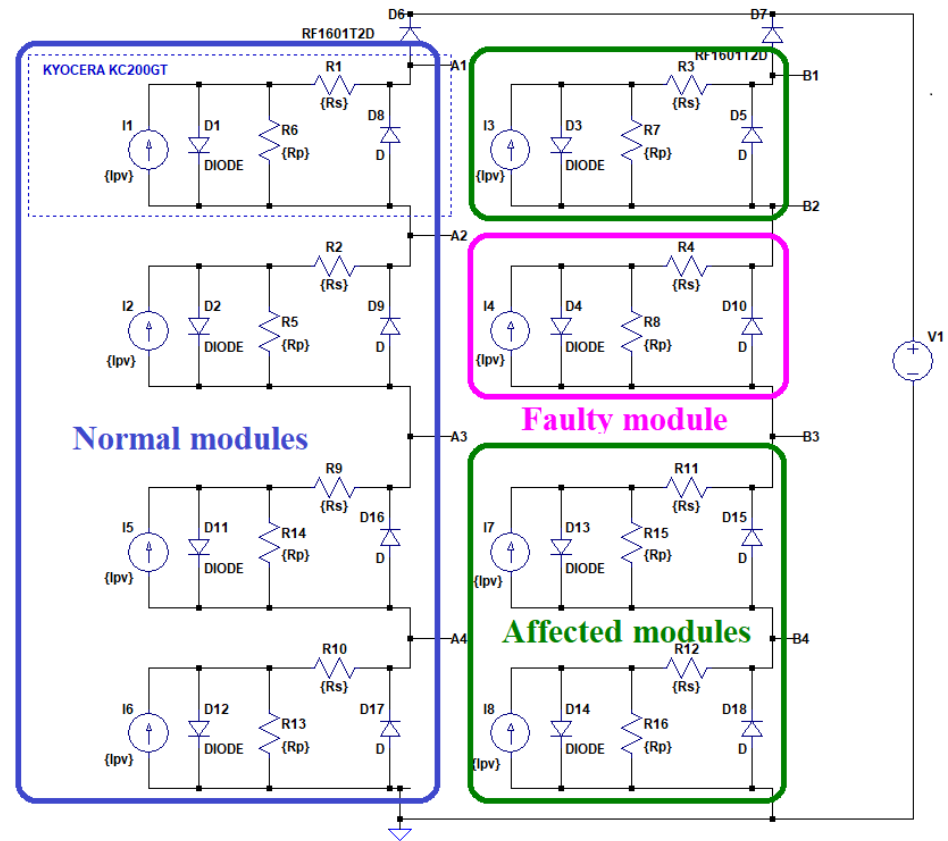 D6
D7
RF1601T2D
RF1601T2D
KYOCERA KC200GT
A1
B1
R1
{Rs}
D8
D
I1
{Ipv}
D1
DIODE
R6
{Rp}
R3
{Rs}
D5
D
I3
{Ipv}
D3
DIODE
R7
{Rp}
A2
B2
R2
{Rs}
D9
D
I2
{Ipv}
D2
DIODE
R5
{Rp}
R4
{Rs}
D10
D
I4
{Ipv}
D4
DIODE
R8
{Rp}
V1
Normal modules
Faulty module
A3
B3
R9
{Rs}
D16
D
I5
{Ipv}
D11
DIODE
R14
{Rp}
R11
{Rs}
D15
D
I7
{Ipv}
D13
DIODE
R15
{Rp}
Affected modules
A4
B4
R10
{Rs}
D17
D
I6
{Ipv}
D12
DIODE
R13
{Rp}
R12
{Rs}
D18
D
I8
{Ipv}
D14
DIODE
R16
{Rp}